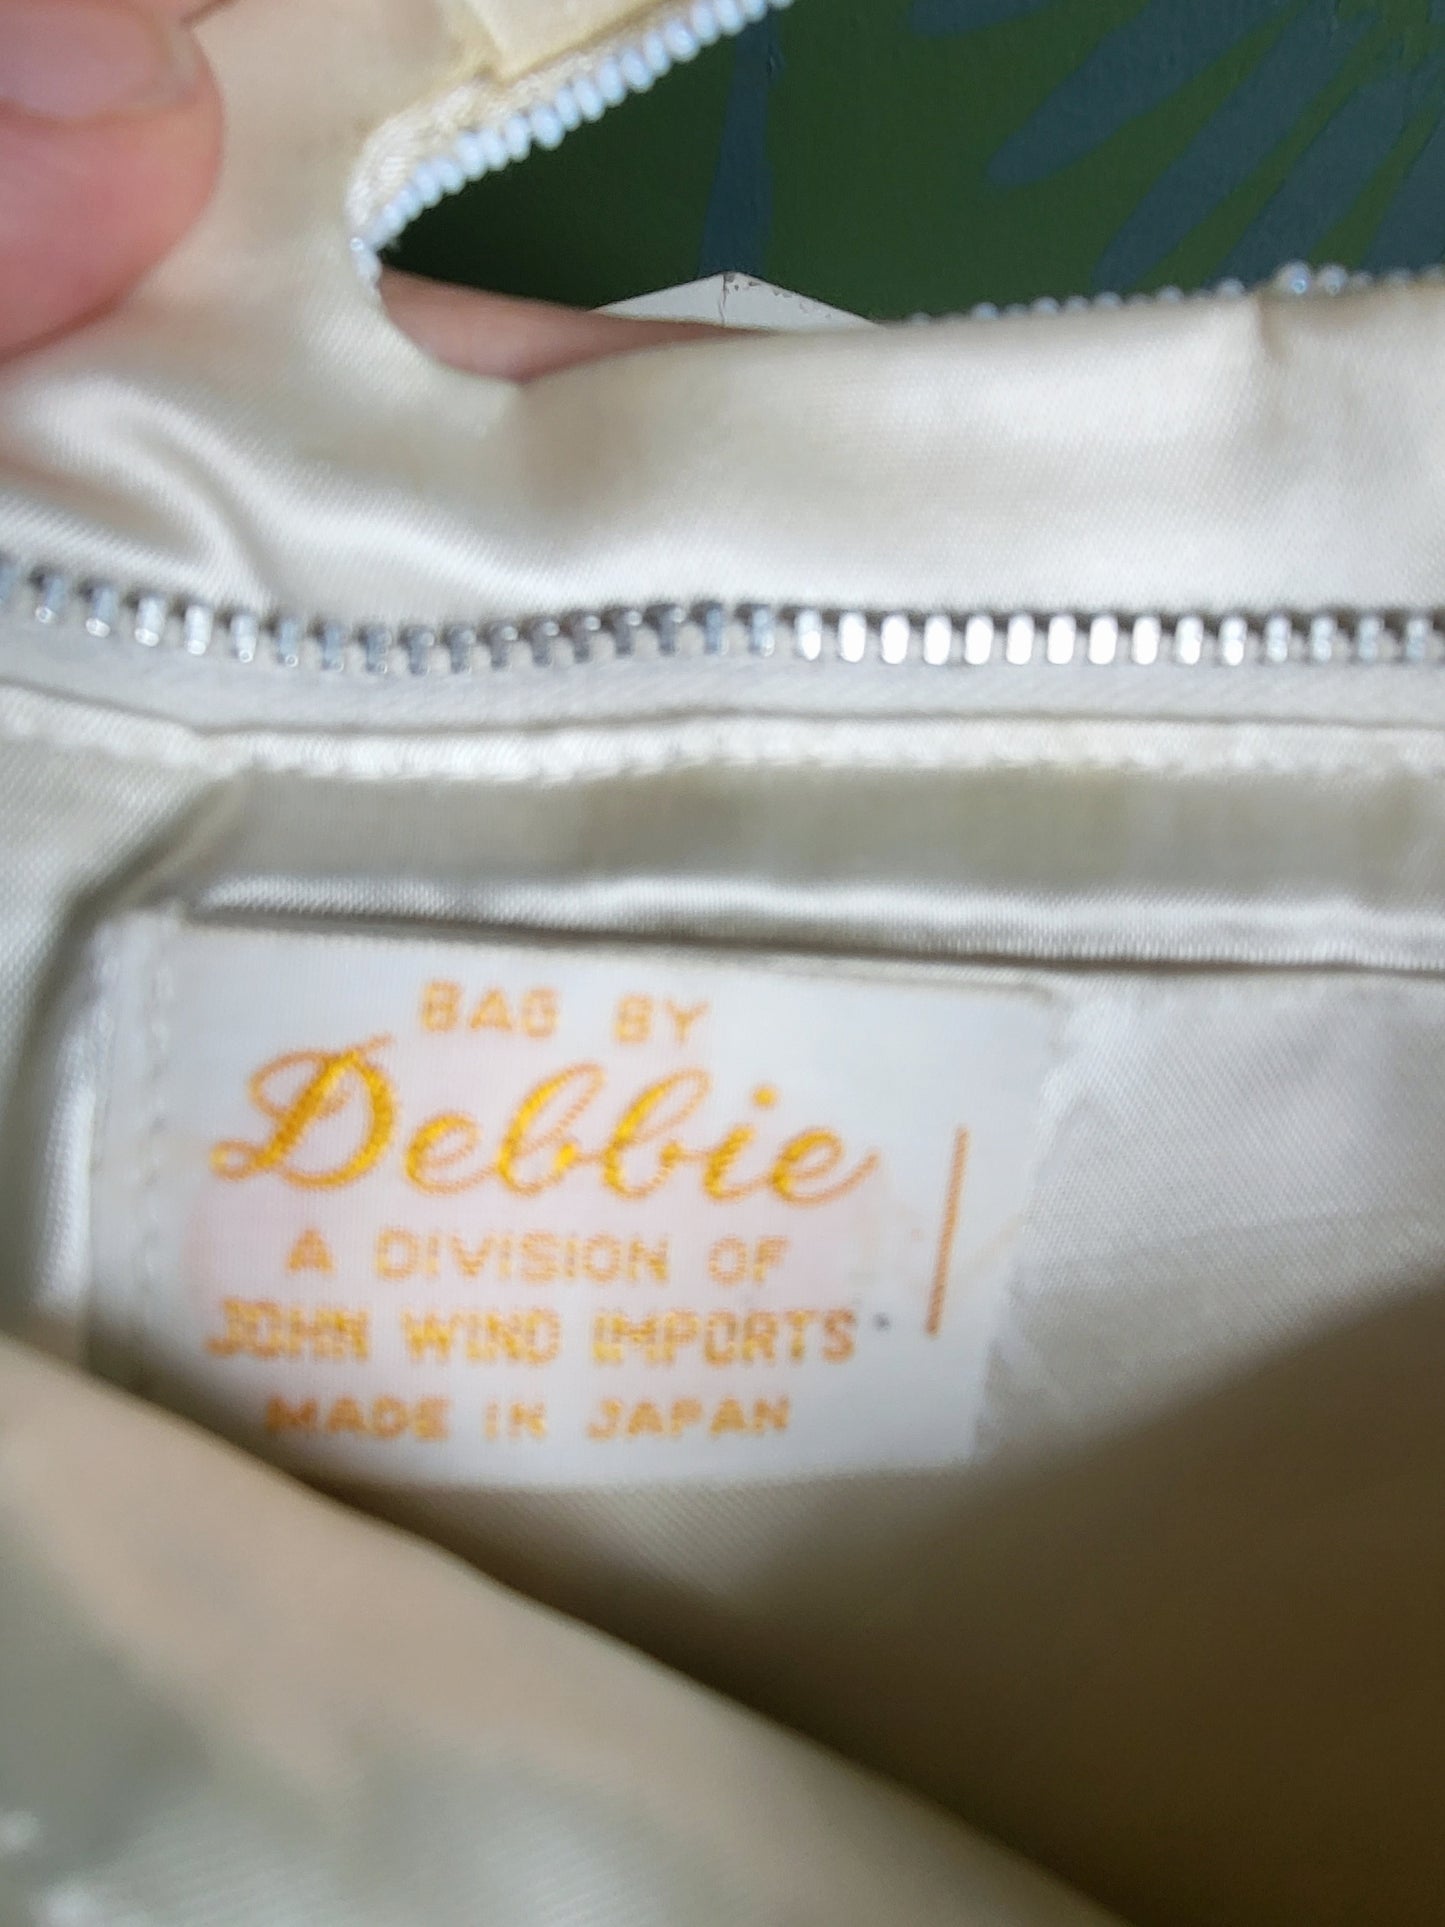 BAG BY
Debbie
A DIVISION OF
JOHN WIND IMPORTS
MADE IN JAPAN